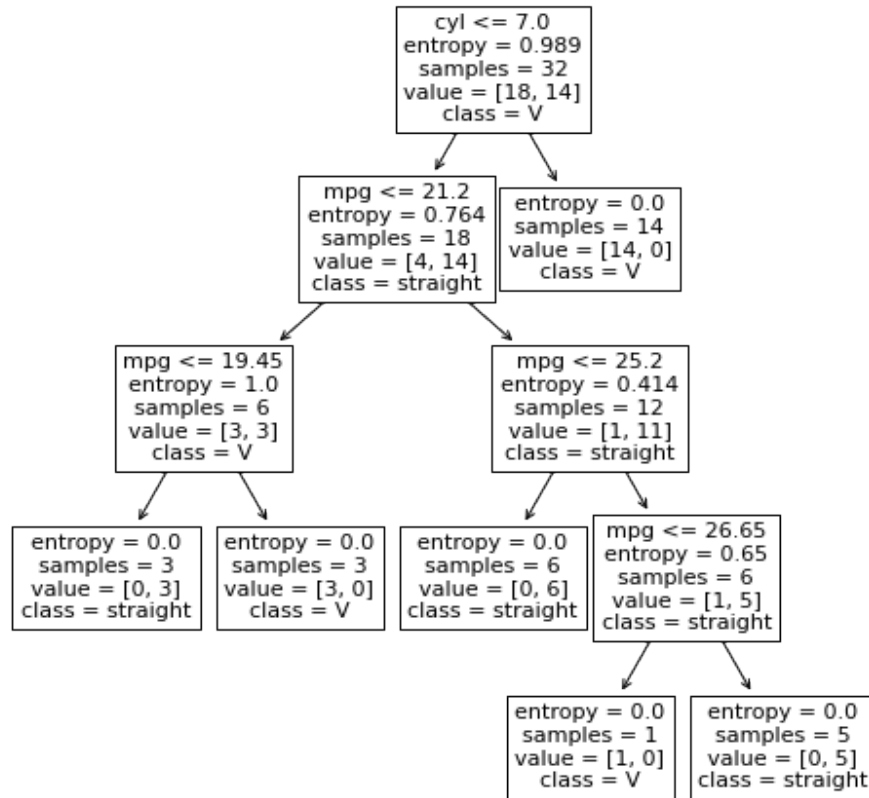 cyl <= 7.0
entropy = 0.989
samples = 32
value = [18, 14]
class = V
mpg <= 21.2
entropy = 0.764
samples = 18
value = [4, 14]
class = straight
entropy = 0.0
samples = 14
value = [14, 0]
class = V
mpg <= 19.45
entropy = 1.0
samples = 6
value = [3, 3]
class = V
mpg <= 25.2
entropy = 0.414
samples = 12
value = [1, 11]
class = straight
entropy = 0.0
samples = 3
value = [0, 3]
class = straight
entropy = 0.0
samples = 3
value = [3, 0]
class = V
entropy = 0.0
samples = 6
value = [0, 6]
class = straight
mpg <= 26.65
entropy = 0.65
samples = 6
value = [1, 5]
class = straight
entropy = 0.0
samples = 1
value = [1, 0]
class = V
entropy = 0.0
samples = 5
value = [0, 5]
class = straight